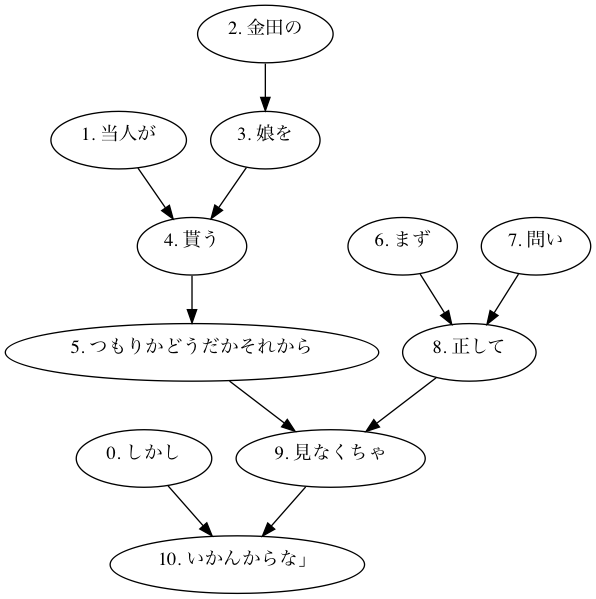 2. 金田の
1. 当人が
3. 娘を
4. 貰う
6. まず
7. 問い
5. つもりかどうだかそれから
8. 正して
0. しかし
9. 見なくちゃ
10. いかんからな」